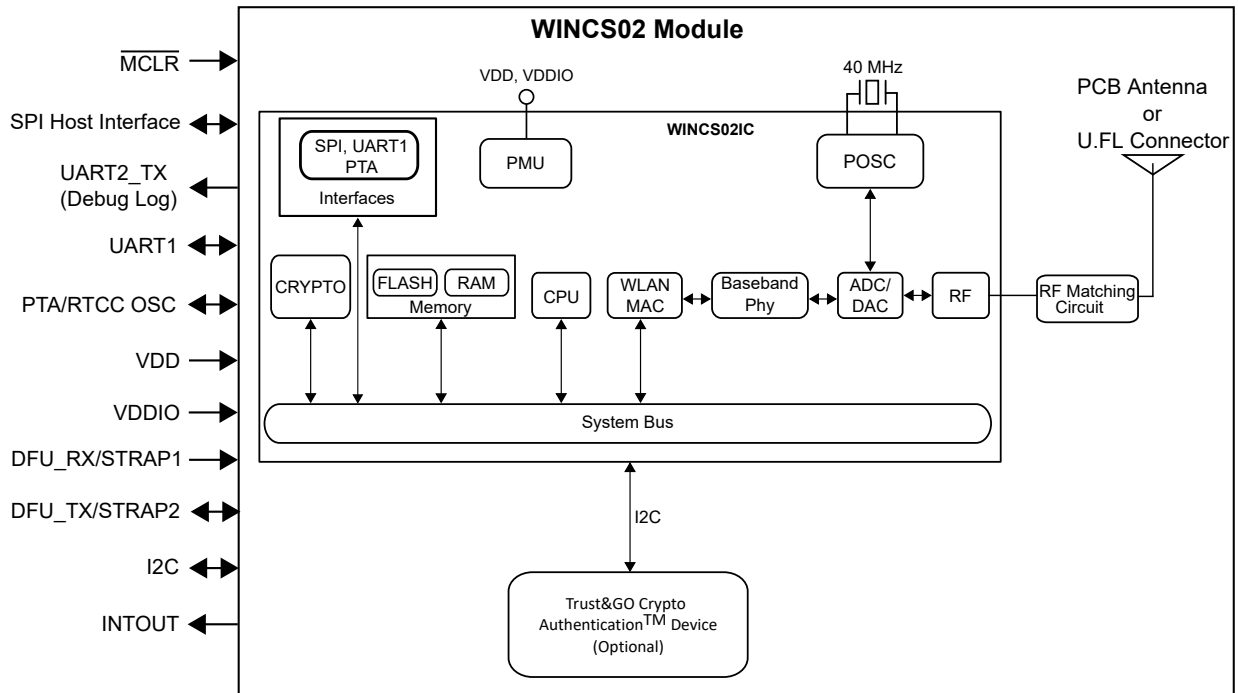 WINCS02 Module
MCLR
SPI Host Interface
UART2_TX
(Debug Log)
UART1
PTA/RTCC OSC
VDD
VDDIO
DFU_RX/STRAP1
DFU_TX/STRAP2
I2C
INTOUT
VDD, VDDIO
40 MHz
PCB Antenna
or
U.FL Connector
WINCS02IC
SPI, UART1
PTA
Interfaces
PMU
POSC
CRYPTO
FLASH
RAM
Memory
CPU
WLAN
MAC
Baseband
Phy
ADC/
DAC
RF
RF Matching
Circuit
System Bus
I2C
Trust&GO Crypto
Authentication™ Device
(Optional)